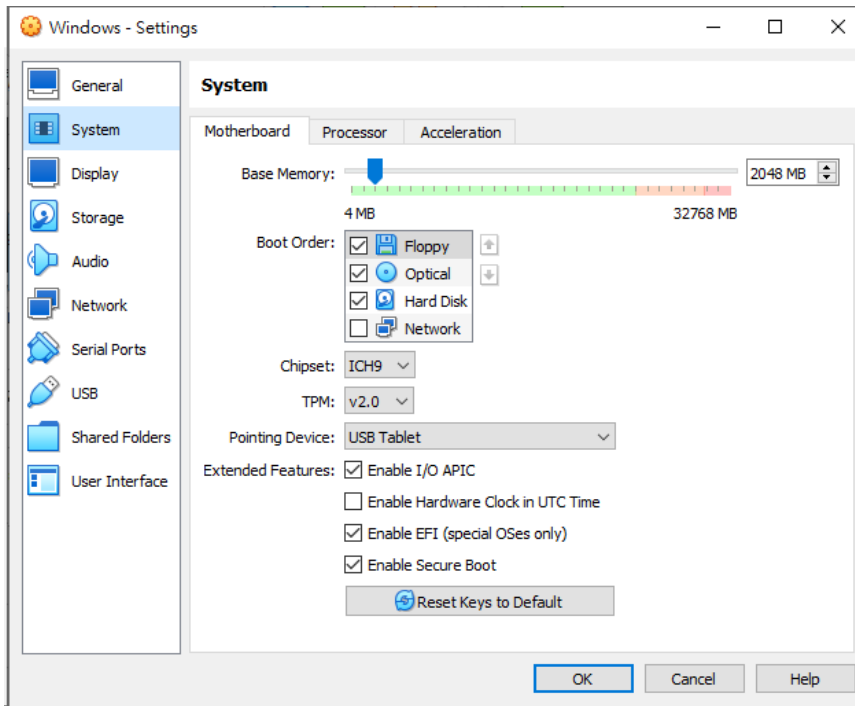 Windows - Settings
General
System
Display
Storage
Audio
Network
Serial Ports
USB
Shared Folders
User Interface
System
Motherboard Processor Acceleration
Base Memory: 2048 MB
4 MB 32768 MB
Boot Order: Floppy
Optical
Hard Disk
Network
Chipset: ICH9
TPM: v2.0
Pointing Device: USB Tablet
Extended Features: Enable I/O APIC
Enable Hardware Clock in UTC Time
Enable EFI (special OSes only)
Enable Secure Boot
Reset Keys to Default
OK Cancel Help